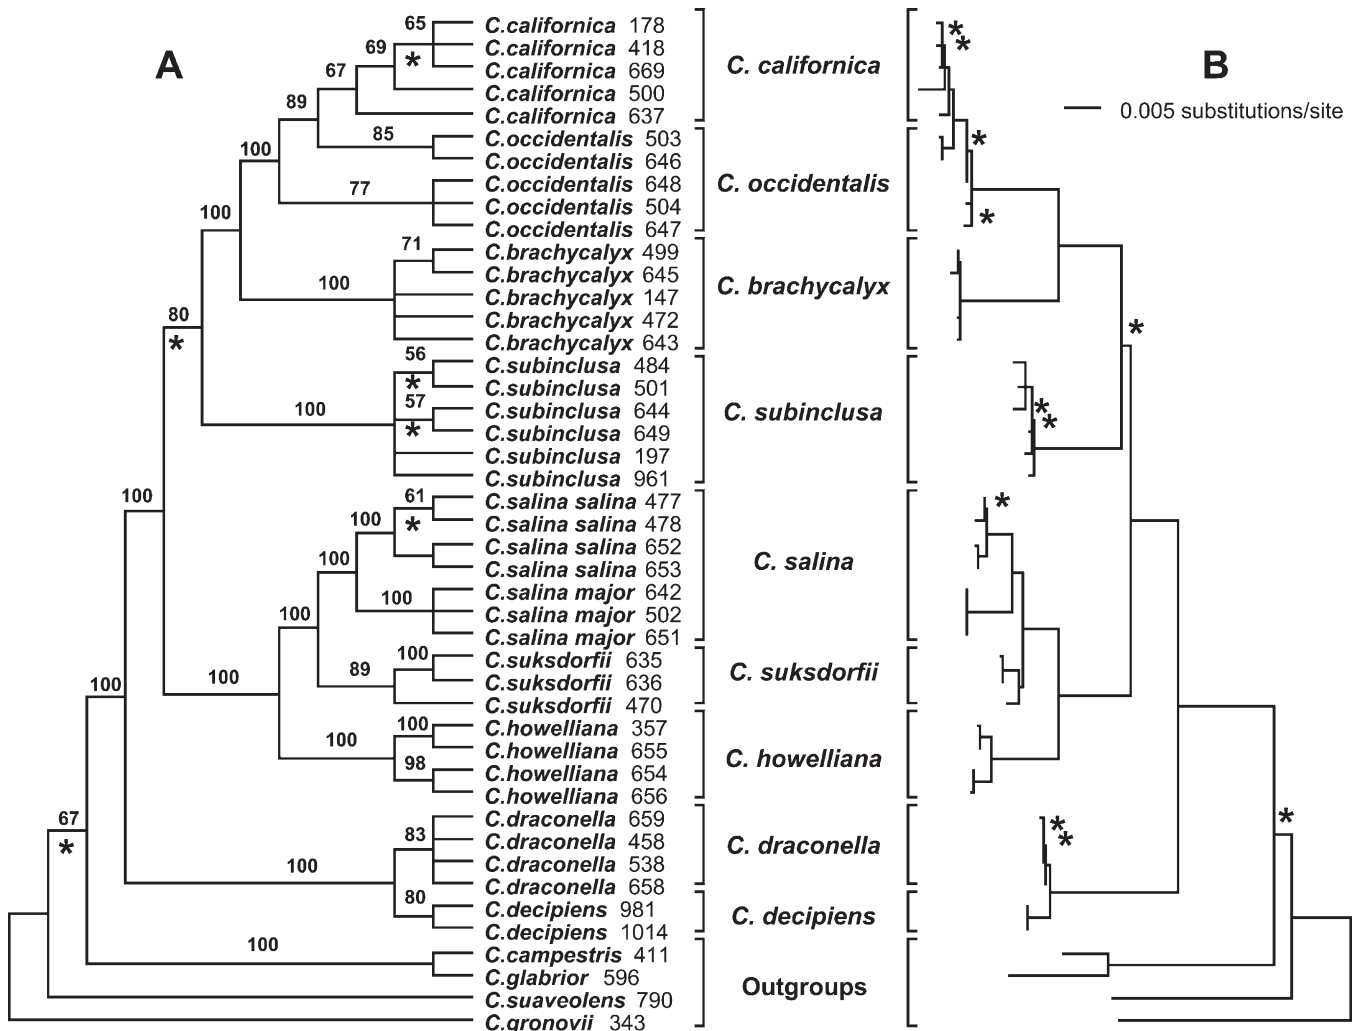 A
B
0.005 substitutions/site
65
C.californica 178
69
C.californica 418
*
67
C.californica 669
C.californica 500
89
C.californica 637
C. californica
85
C.occidentalis 503
100
C.occidentalis 646
77
C.occidentalis 648
C.occidentalis 504
C.occidentalis 647
C. occidentalis
100
71
C.brachycalyx 499
C.brachycalyx 645
100
C.brachycalyx 147
C.brachycalyx 472
C.brachycalyx 643
C. brachycalyx
80
*
56
C.subinclusa 484
*
C.subinclusa 501
57
C.subinclusa 644
100
*
C.subinclusa 649
C.subinclusa 197
C.subinclusa 961
C. subinclusa
100
61
C.salina salina 477
100
*
C.salina salina 478
C.salina salina 652
100
C.salina salina 653
100
C.salina major 642
C.salina major 502
C.salina major 651
C. salina
100
100
C.suksdorfii 635
89
C.suksdorfii 636
C.suksdorfii 470
C. suksdorfii
100
100
100
C.howelliana 357
100
C.howelliana 655
98
C.howelliana 654
C.howelliana 656
C. howelliana
67
*
C.draconella 659
83
C.draconella 458
100
C.draconella 538
C.draconella 658
C. draconella
80
C.decipiens 981
C.decipiens 1014
C. decipiens
100
C.campestris 411
C.glabrior 596
C.suaveolens 790
C.gronovii 343
Outgroups
*
*
*
*
*
*
*
*
*
*
*